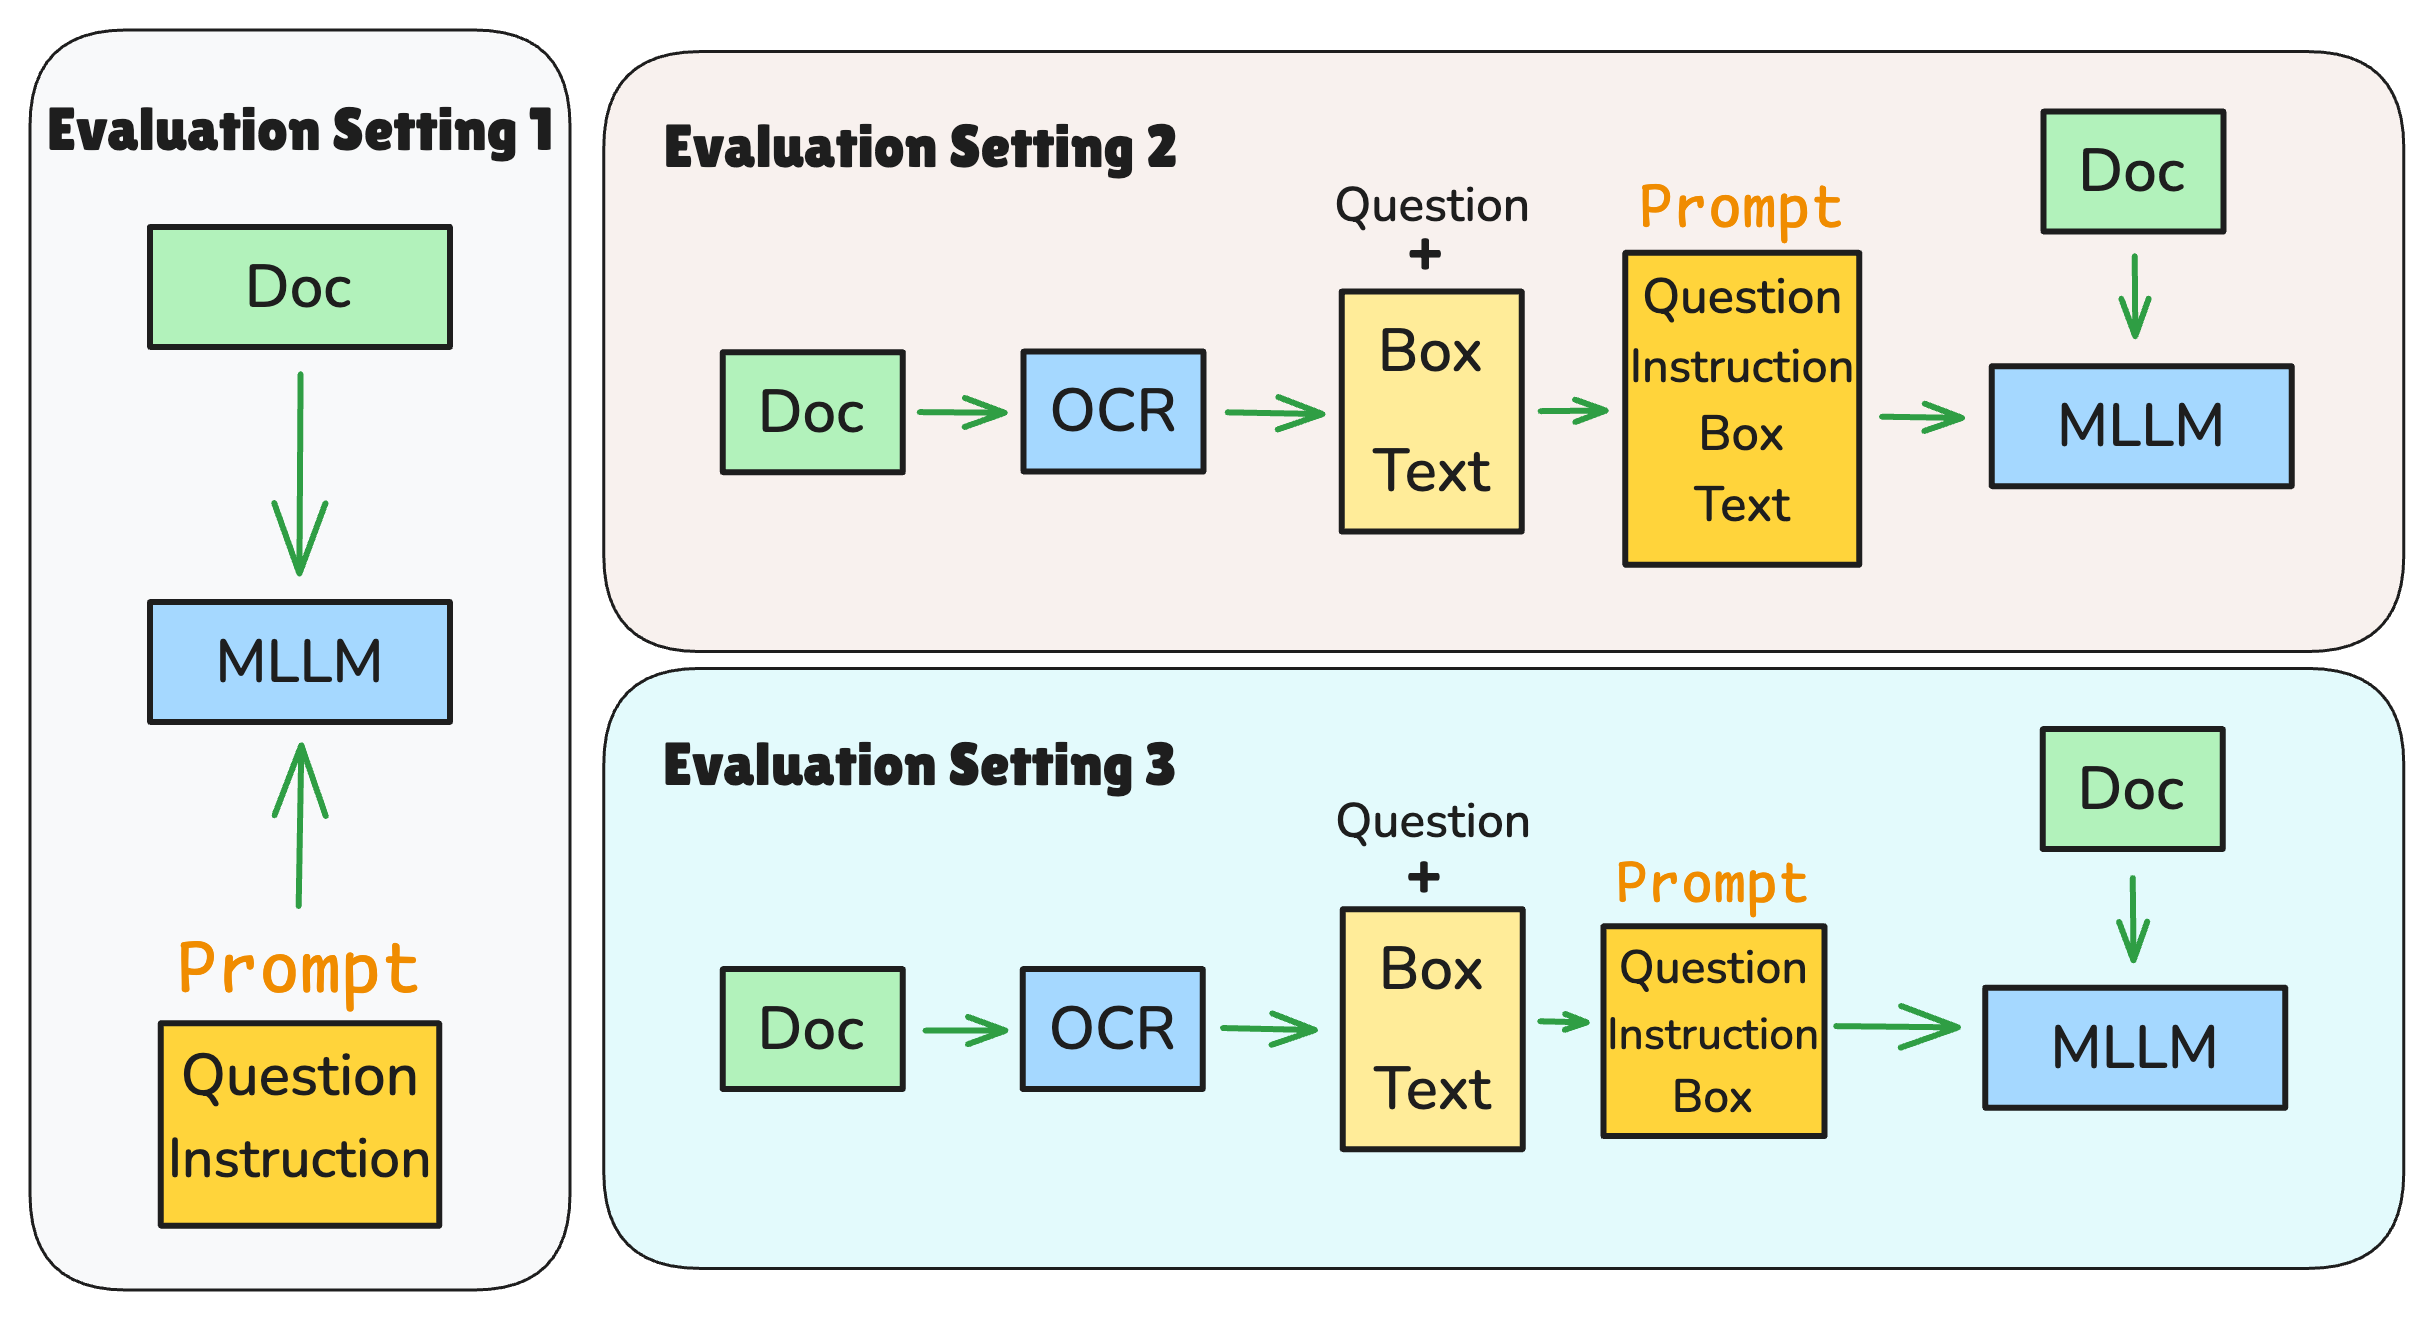 Evaluation Setting 1
Doc
MLLM
Prompt
Question
Instruction
Evaluation Setting 2
Doc
OCR
Question
+
Box
Text
Prompt
Question
Instruction
Box
Text
Doc
MLLM
Evaluation Setting 3
Doc
OCR
Question
+
Box
Text
Prompt
Question
Instruction
Box
Doc
MLLM